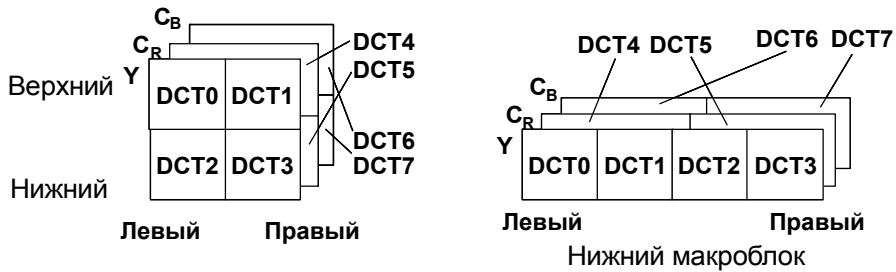 C_B
C_R
Y
DCT4
DCT5
Верхний
DCT0 DCT1
DCT6
DCT7
DCT2 DCT3
Нижний
Левый Правый
DCT4 DCT5 DCT6 DCT7
C_B
C_R
Y
DCT0 DCT1 DCT2 DCT3
Левый Правый
Нижний макроблок